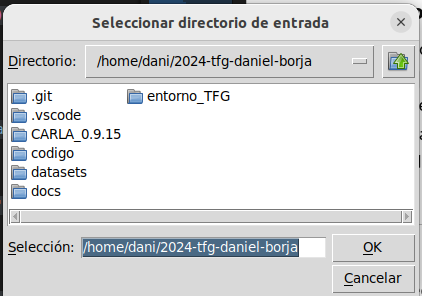 Seleccionar directorio de entrada
Directorio: /home/dani/2024-tfg-daniel-borja
.git entorno_TFG
.vscode
CARLA_0.9.15
codigo
datasets
docs
Selección: /home/dani/2024-tfg-daniel-borja OK
Cancelar